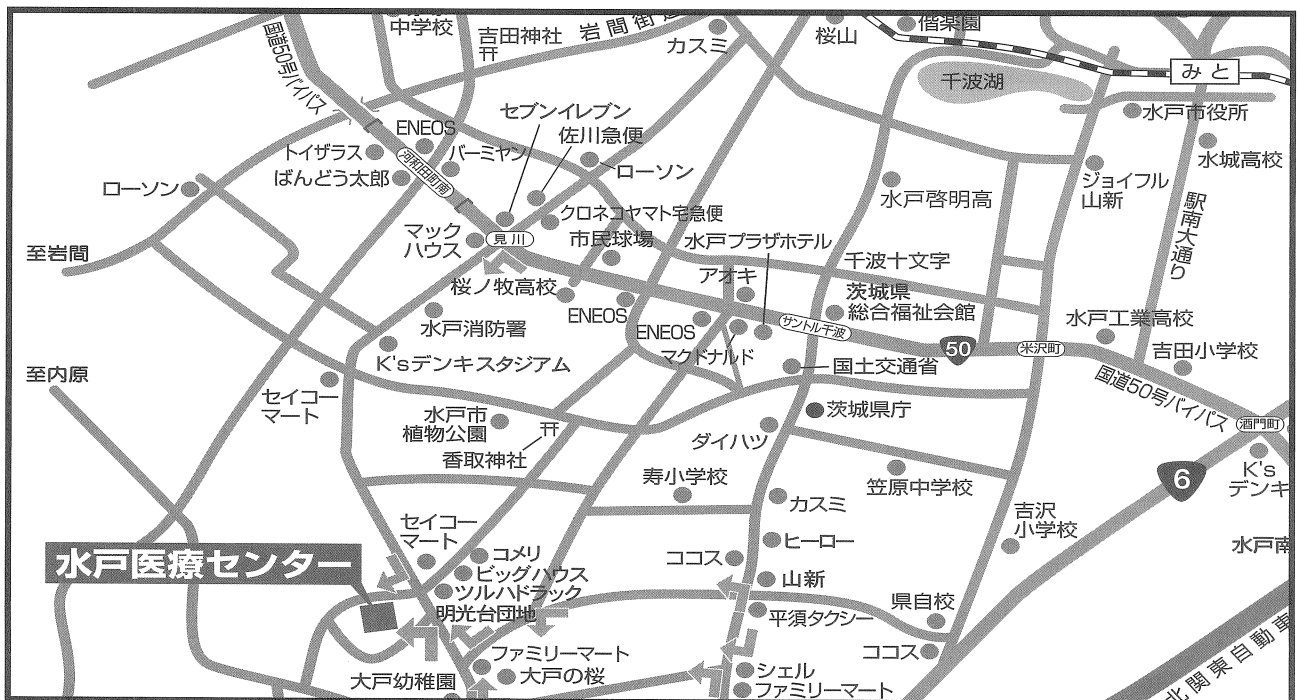 中学校
吉田神社
岩間街道
カスミ
桜山
偕楽園
千波湖
みと
国道50号バイパス
水戸市役所
水城高校
ENEOS
セブンイレブン
佐川急便
トイザラス
バーミヤン
ローソン
ばんどう太郎
河和田町南
ローソン
ジョイフル
山新
水戸啓明高
駅南大通り
クロネコヤマト宅急便
マック
ハウス
見川
市民球場
水戸プラザホテル
至岩間
千波十文字
アオキ
桜ノ牧高校
茨城県
総合福祉会館
ENEOS
水戸消防署
ENEOS
サントル千波
水戸工業高校
マクドナルド
50
米沢町
吉田小学校
K'sデンキスタジアム
国土交通省
至内原
国道50号バイパス
セイコー
マート
水戸市
植物公園
茨城県庁
酒門町
ダイハツ
香取神社
K's
デンキ
寿小学校
笠原中学校
6
カスミ
吉沢
小学校
セイコー
マート
ヒーロー
水戸南
水戸医療センター
コメリ
ココス
ビッグハウス
山新
ツルハドラック
県自校
明光台団地
平須タクシー
ファミリーマート
ココス
大戸の桜
シェル
大戸幼稚園
ファミリーマート
北関東自動車